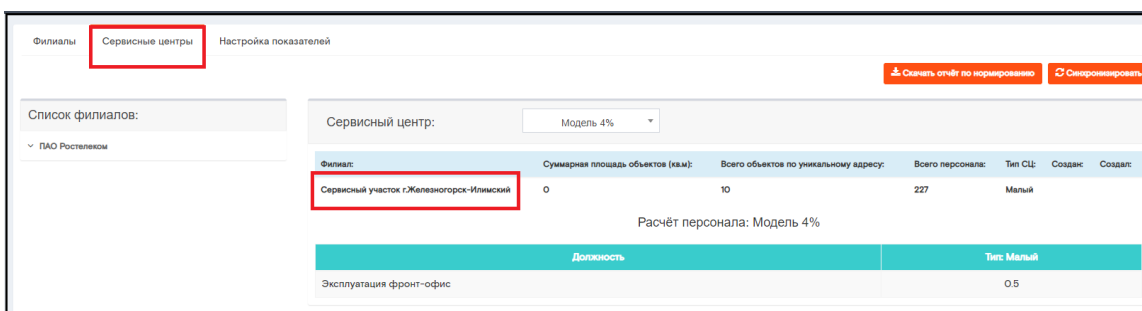 Филиалы Сервисные центры Настройка показателей
Скачать отчёт по нормированию Синхронизировать
Список филиалов:
Сервисный центр: Модель 4%
ПАО Ростелеком
Филиал: Суммарная площадь объектов (кв.м): Всего объектов по уникальному адресу: Всего персонала: Тип СЦ: Создан: Создал:
Сервисный участок г.Железногорск-Илимский 0 10 227 Малый
Расчёт персонала: Модель 4%
Должность Тип: Малый
Эксплуатация фронт-офис 0.5